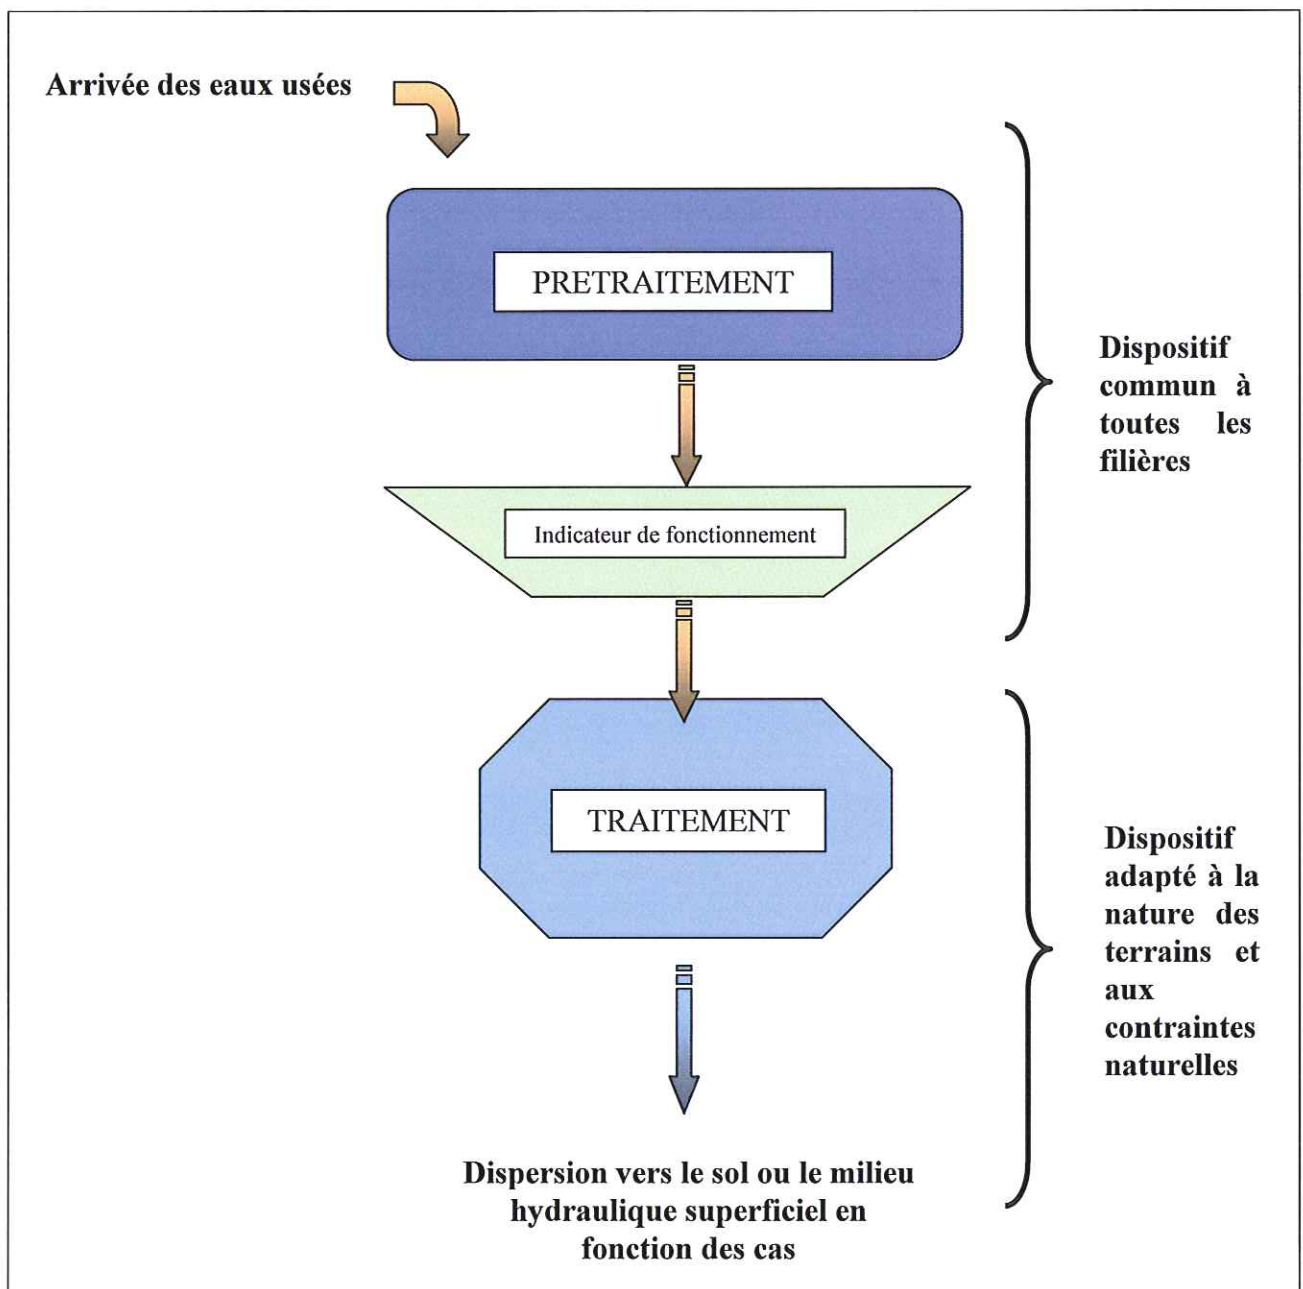 Arrivée des eaux usées
PRETRAITEMENT
Dispositif
commun à
toutes les
filières
Indicateur de fonctionnement
TRAITEMENT
Dispositif
adapté à la
nature des
terrains et
aux
contraintes
naturelles
Dispersion vers le sol ou le milieu
hydraulique superficiel en
fonction des cas